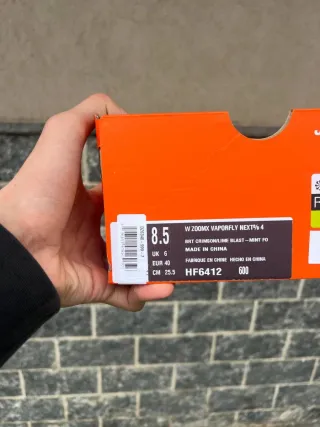 8.5
W ZOOMX VAPORFLY NEXT% 4
UK 6
EUR 40
CM 25.5
BRT CRIMSON/LIME BLAST-MINT FO
MADE IN CHINA
FABRIQUE EN CHINE HECHO EN CHINA
HF6412 600